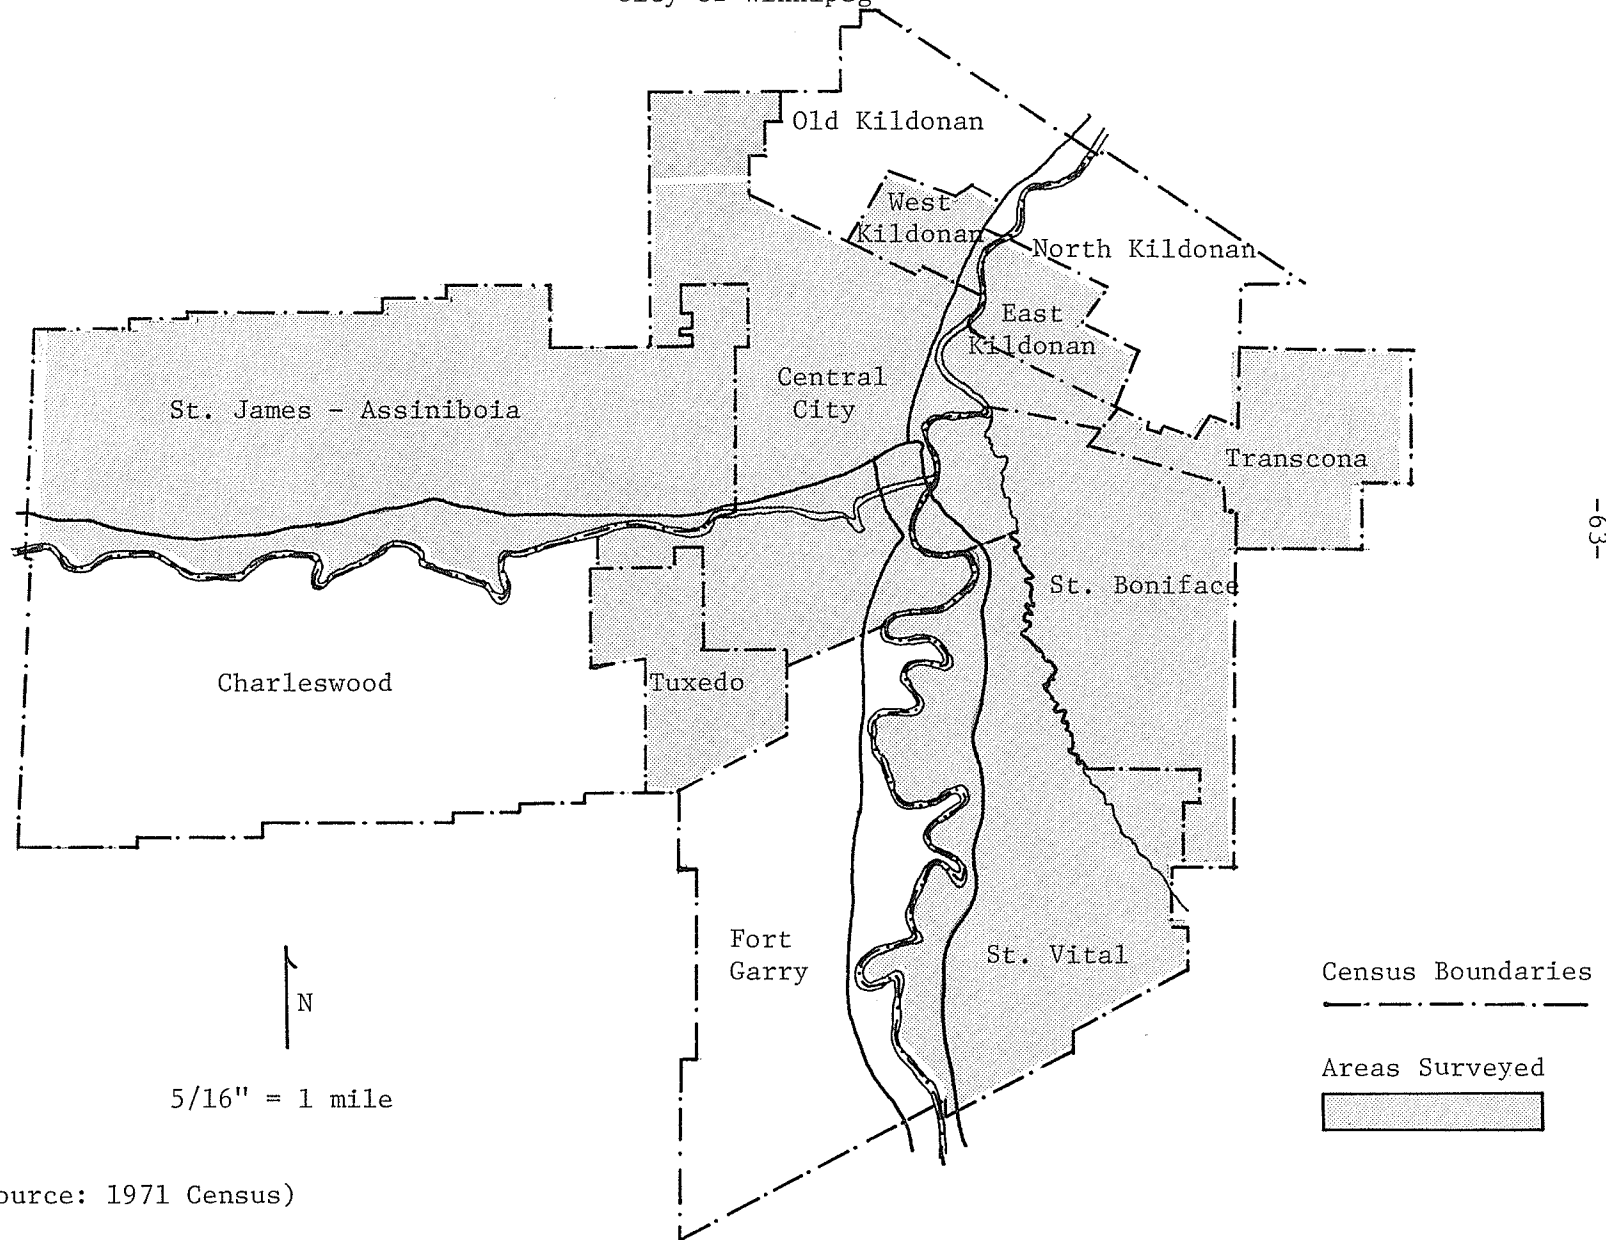 Old Kildonan
West
Kildonan
North Kildonan
East
Kildonan
Central
City
St. James - Assiniboia
Transcona
-63-
St. Boniface
Charleswood
Tuxedo
Fort
Garry
St. Vital
Census Boundaries
N
Areas Surveyed
5/16" = 1 mile
ource: 1971 Census)